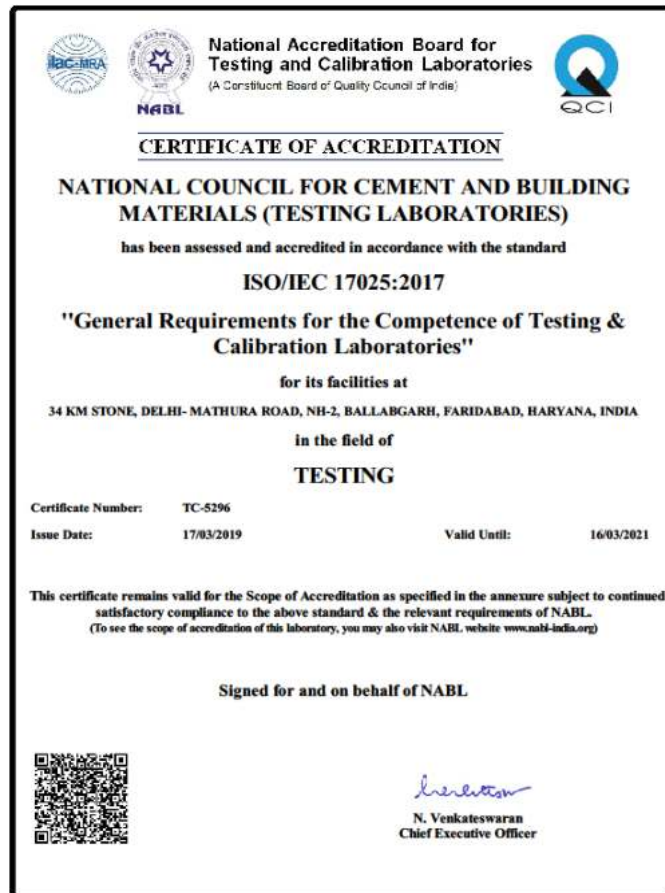 ilac-MRA
NABL
National Accreditation Board for
Testing and Calibration Laboratories
(A Constituent Board of Quality Council of India)
QCI
CERTIFICATE OF ACCREDITATION
NATIONAL COUNCIL FOR CEMENT AND BUILDING
MATERIALS (TESTING LABORATORIES)
has been assessed and accredited in accordance with the standard
ISO/IEC 17025:2017
"General Requirements for the Competence of Testing &
Calibration Laboratories"
for its facilities at
34 KM STONE, DELHI- MATHURA ROAD, NH-2, BALLABGARH, FARIDABAD, HARYANA, INDIA
in the field of
TESTING
Certificate Number: TC-5296
Issue Date: 17/03/2019 Valid Until: 16/03/2021
This certificate remains valid for the Scope of Accreditation as specified in the annexure subject to continued
satisfactory compliance to the above standard & the relevant requirements of NABL.
(To see the scope of accreditation of this laboratory, you may also visit NABL website www.nabl-india.org)
Signed for and on behalf of NABL
N. Venkateswaran
Chief Executive Officer